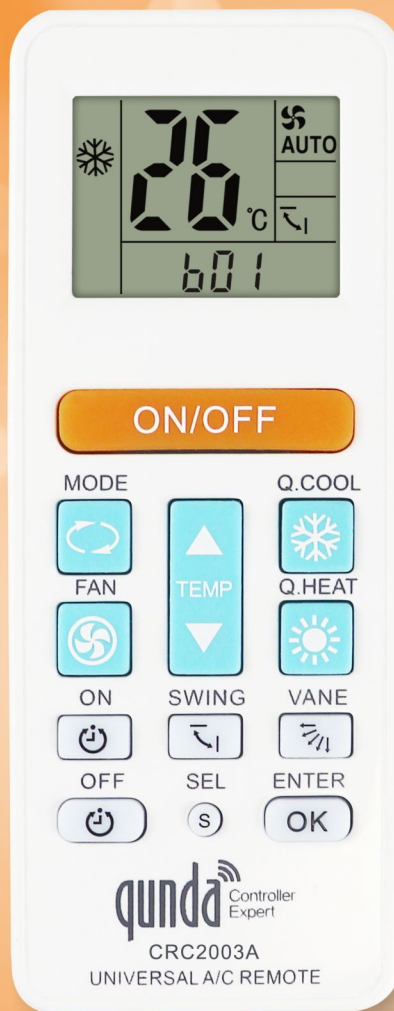 26 °C
AUTO
b01
ON/OFF
MODE
Q.COOL
TEMP
FAN
Q.HEAT
ON
SWING
VANE
OFF
SEL
ENTER
S
OK
qunda Controller
Expert
CRC2003A
UNIVERSAL A/C REMOTE